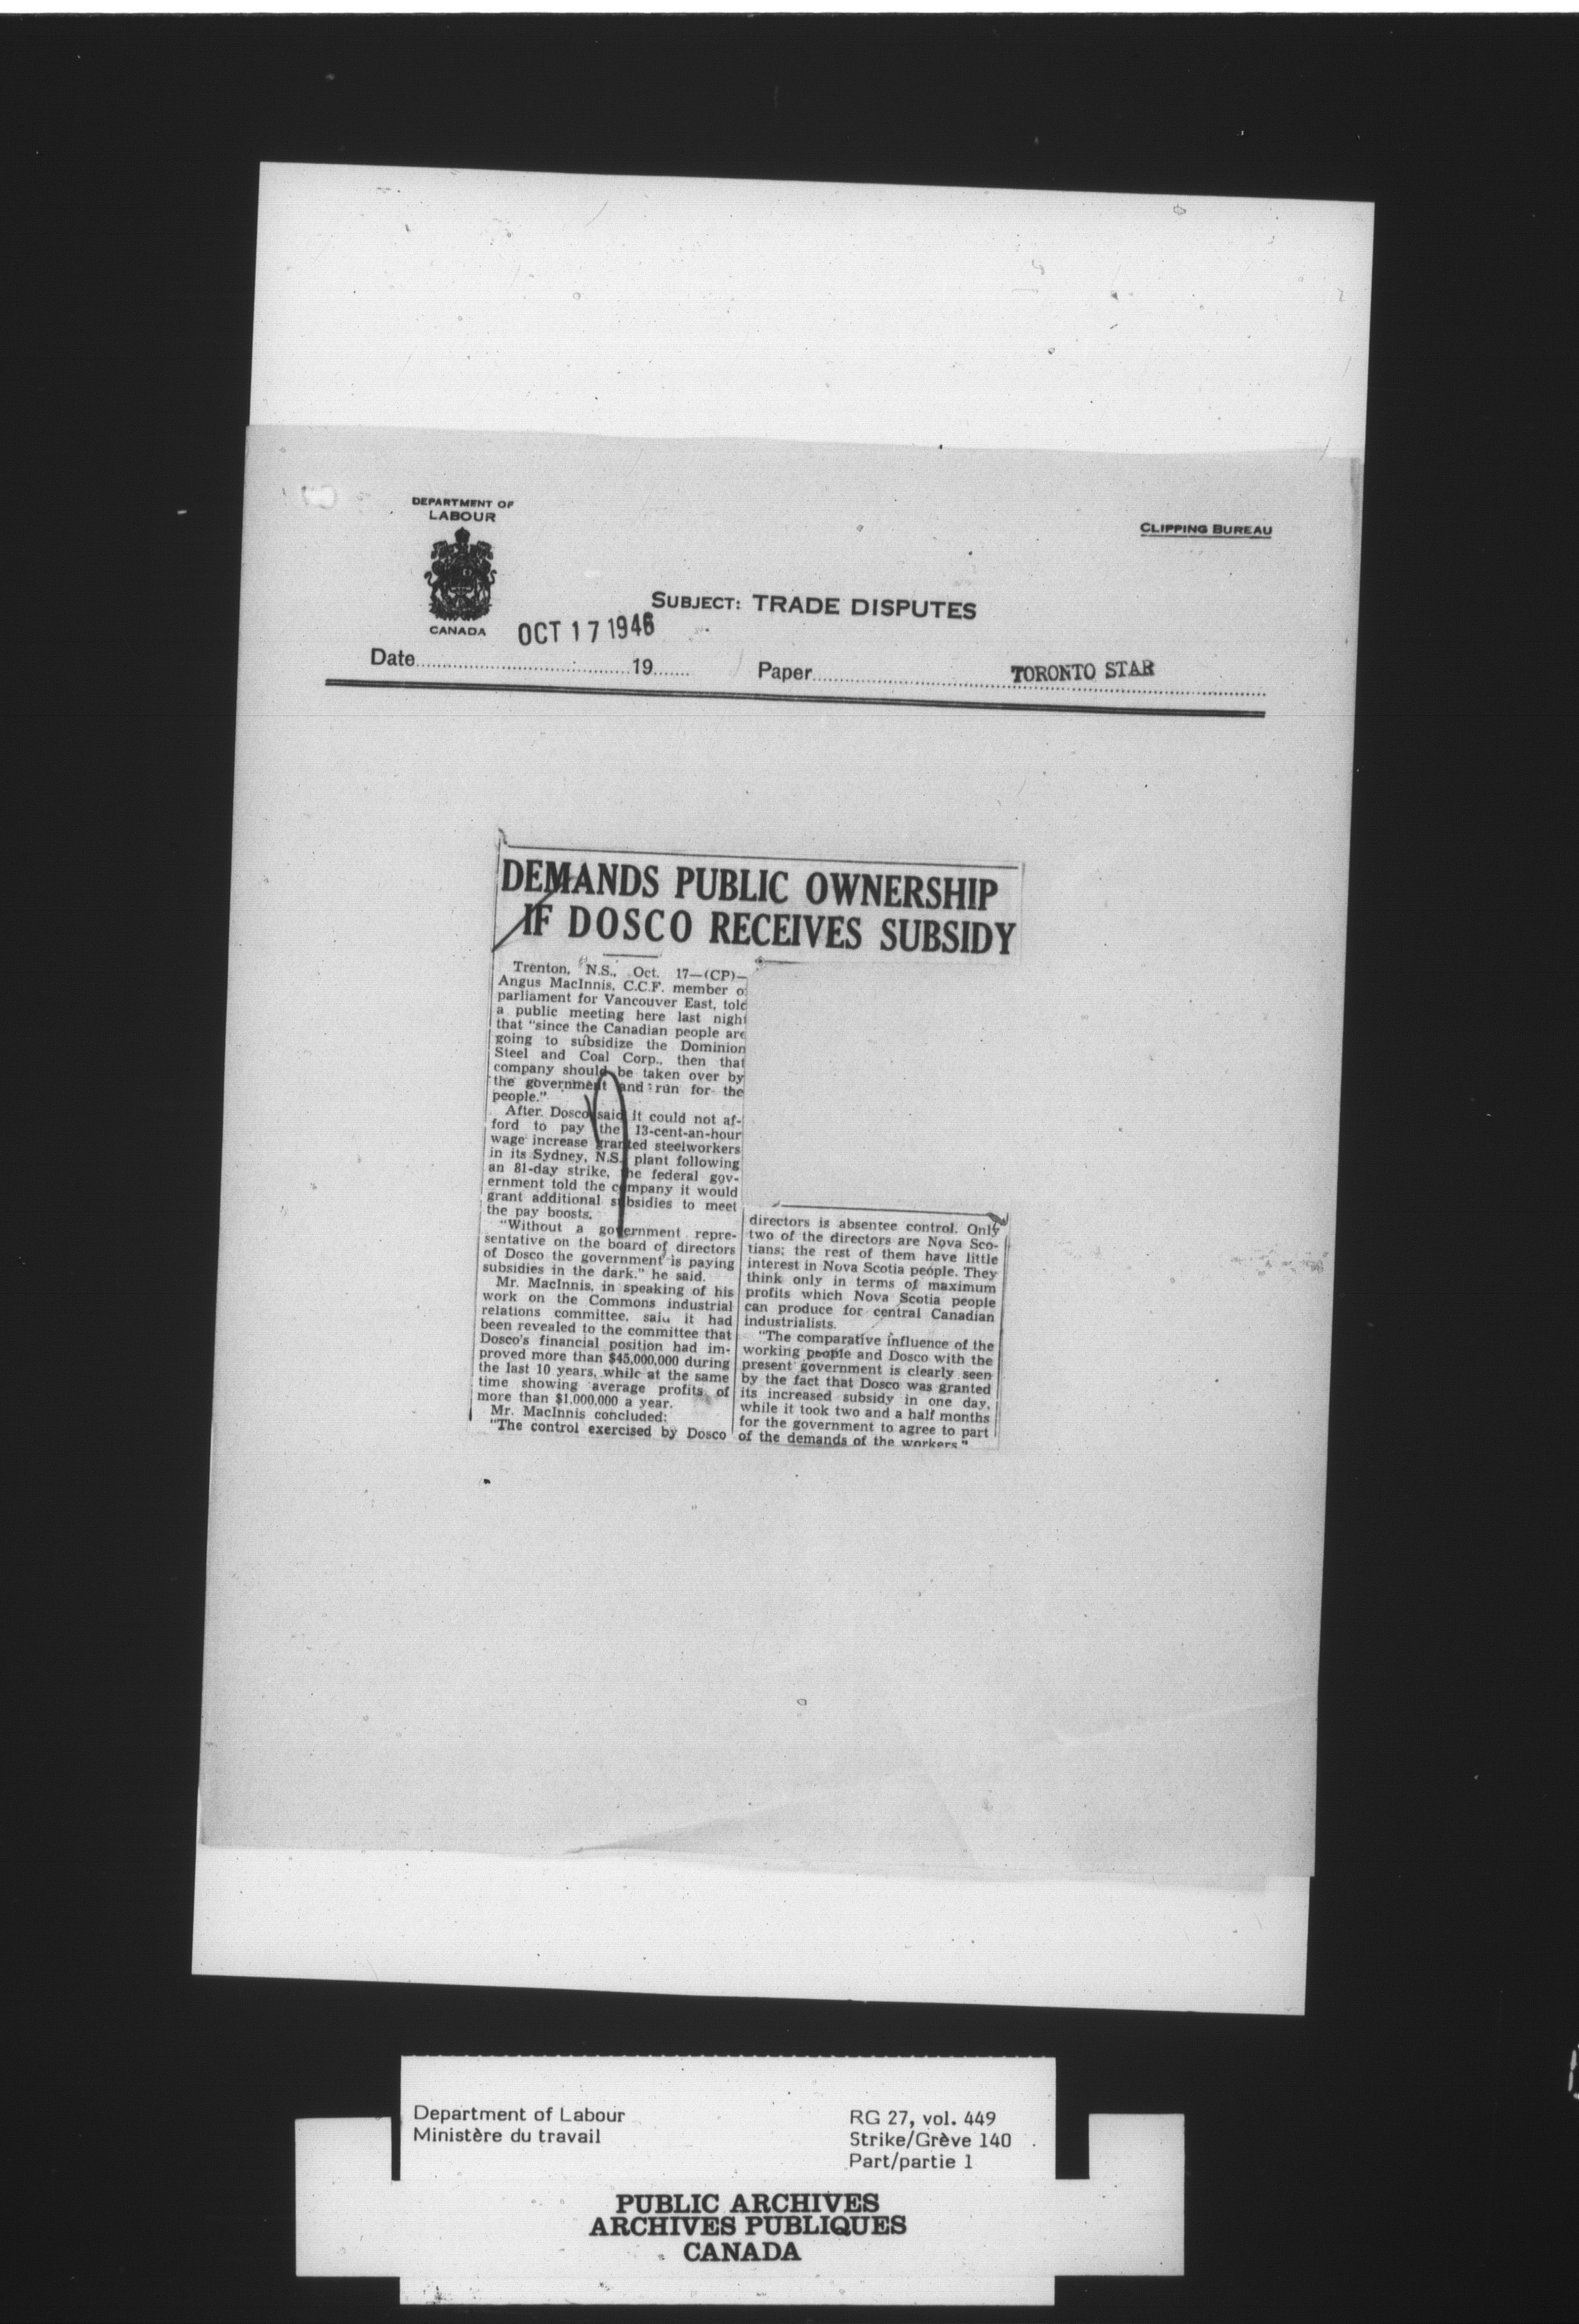 DEPARTMENT OF
LABOUR
CANADA
CLIPPING BUREAU
SUBJECT: TRADE DISPUTES
OCT 17 1946
Date 19
Paper TORONTO STAR
DEMANDS PUBLIC OWNERSHIP
IF DOSCO RECEIVES SUBSIDY
Trenton, N.S., Oct. 17—(CP)—
Angus MacInnis, C.C.F. member o
parliament for Vancouver East, told
a public meeting here last night
that "since the Canadian people are
going to subsidize the Dominion
Steel and Coal Corp., then that
company should be taken over by
the government and run for the
people."
After Dosco said it could not af-
ford to pay the 13-cent-an-hour
wage increase granted steelworkers
in its Sydney, N.S. plant following
an 81-day strike, the federal gov-
ernment told the company it would
grant additional subsidies to meet
the pay boosts.
"Without a government repre-
sentative on the board of directors
of Dosco the government is paying
subsidies in the dark," he said.
Mr. MacInnis, in speaking of his
work on the Commons industrial
relations committee, said it had
been revealed to the committee that
Dosco's financial position had im-
proved more than $45,000,000 during
the last 10 years, while at the same
time showing average profits of
more than $1,000,000 a year.
Mr. MacInnis concluded:
"The control exercised by Dosco
directors is absentee control. Only
two of the directors are Nova Sco-
tians; the rest of them have little
interest in Nova Scotia people. They
think only in terms of maximum
profits which Nova Scotia people
can produce for central Canadian
industrialists.
"The comparative influence of the
working people and Dosco with the
present government is clearly seen
by the fact that Dosco was granted
its increased subsidy in one day,
while it took two and a half months
for the government to agree to part
of the demands of the workers."
Department of Labour
Ministère du travail
RG 27, vol. 449
Strike/Grève 140
Part/partie 1
PUBLIC ARCHIVES
ARCHIVES PUBLIQUES
CANADA